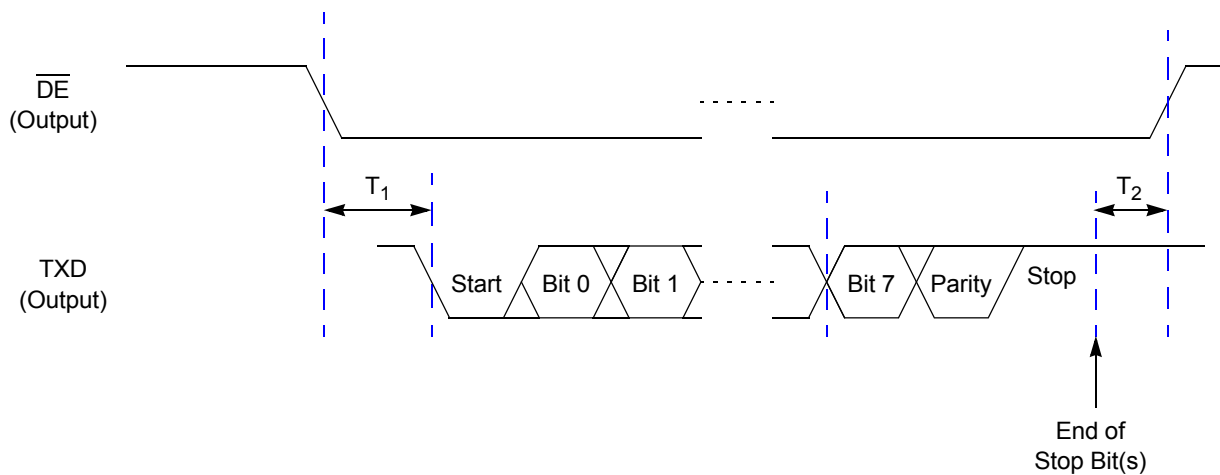 DE
(Output)
T1
T2
TXD
(Output)
Start
Bit 0
Bit 1
Bit 7
Parity
Stop
End of
Stop Bit(s)